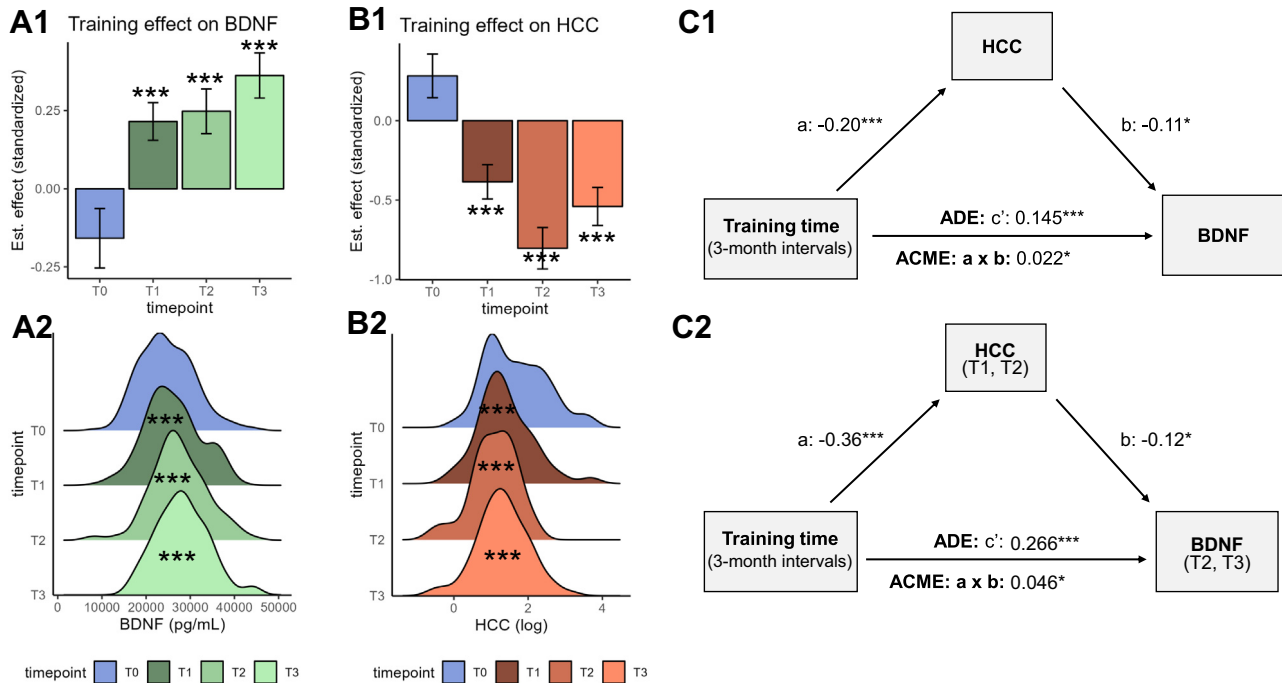 A1
Training effect on BDNF
Est. effect (standardized)
0.25
0.00
-0.25
***
***
***
T0 T1 T2 T3
timepoint
B1
Training effect on HCC
Est. effect (standardized)
0.0
-0.5
-1.0
***
***
***
T0 T1 T2 T3
timepoint
C1
HCC
a: -0.20***
b: -0.11*
Training time
(3-month intervals)
ADE: c’: 0.145***
ACME: a x b: 0.022*
BDNF
A2
timepoint
T0
T1
T2
T3
***
***
***
0 10000 20000 30000 40000 50000
BDNF (pg/mL)
timepoint T0 T1 T2 T3
B2
timepoint
T0
T1
T2
T3
***
***
***
0 2 4
HCC (log)
timepoint T0 T1 T2 T3
C2
HCC
(T1, T2)
a: -0.36***
b: -0.12*
Training time
(3-month intervals)
ADE: c’: 0.266***
ACME: a x b: 0.046*
BDNF
(T2, T3)